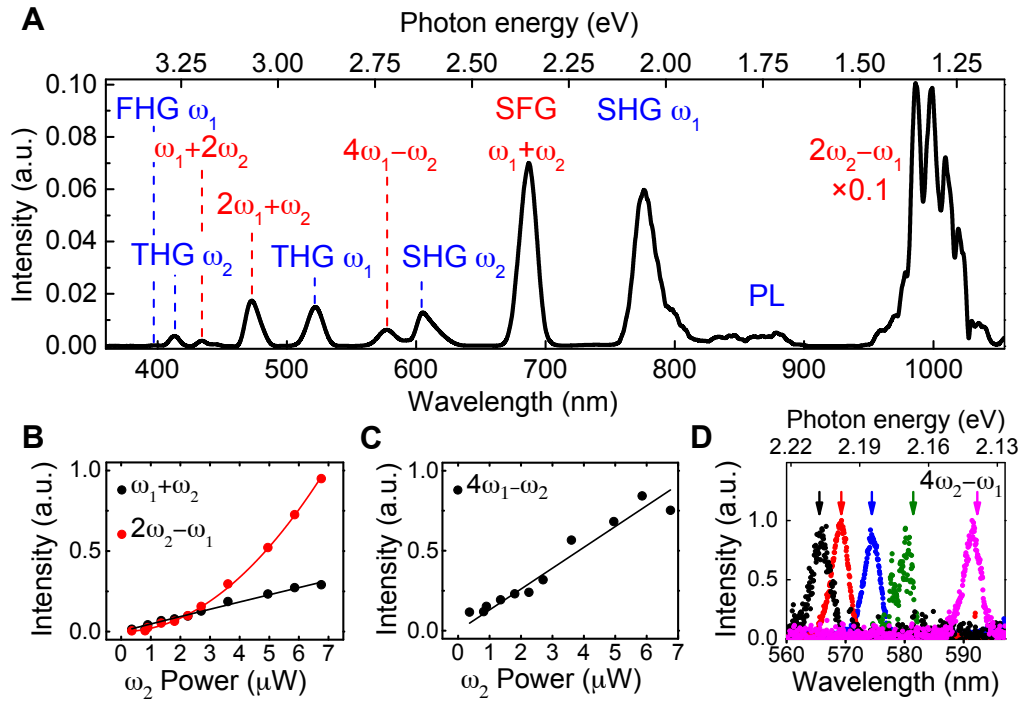 A
Photon energy (eV)
3.25 3.00 2.75 2.50 2.25 2.00 1.75 1.50 1.25
Intensity (a.u.)
0.10
0.08
0.06
0.04
0.02
0.00
FHG ω₁
ω₁+2ω₂
2ω₁+ω₂
THG ω₂
THG ω₁
4ω₁−ω₂
SHG ω₂
SFG
ω₁+ω₂
SHG ω₁
PL
2ω₂−ω₁
×0.1
400 500 600 700 800 900 1000
Wavelength (nm)
B
Intensity (a.u.)
1.0
0.5
0.0
ω₁+ω₂
2ω₂−ω₁
0 1 2 3 4 5 6 7
ω₂ Power (μW)
C
Intensity (a.u.)
1.0
0.5
0.0
4ω₁−ω₂
0 1 2 3 4 5 6 7
ω₂ Power (μW)
D
Photon energy (eV)
2.22 2.19 2.16 2.13
Intensity (a.u.)
1.0
0.5
0.0
4ω₂−ω₁
560 570 580 590
Wavelength (nm)